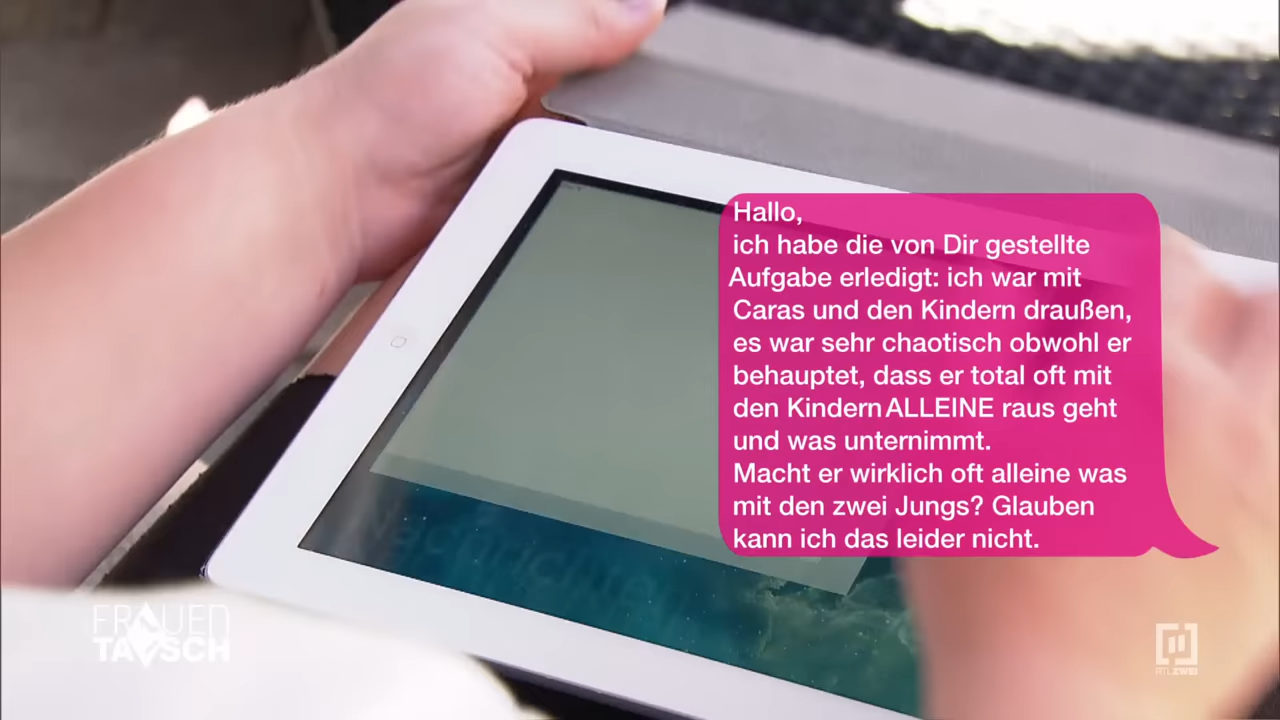 Hallo,
ich habe die von Dir gestellte
Aufgabe erledigt: ich war mit
Caras und den Kindern draußen,
es war sehr chaotisch obwohl er
behauptet, dass er total oft mit
den Kindern ALLEINE raus geht
und was unternimmt.
Macht er wirklich oft alleine was
mit den zwei Jungs? Glauben
kann ich das leider nicht.
Nachrichten
FRAUEN
TAUSCH
RTLZWEI